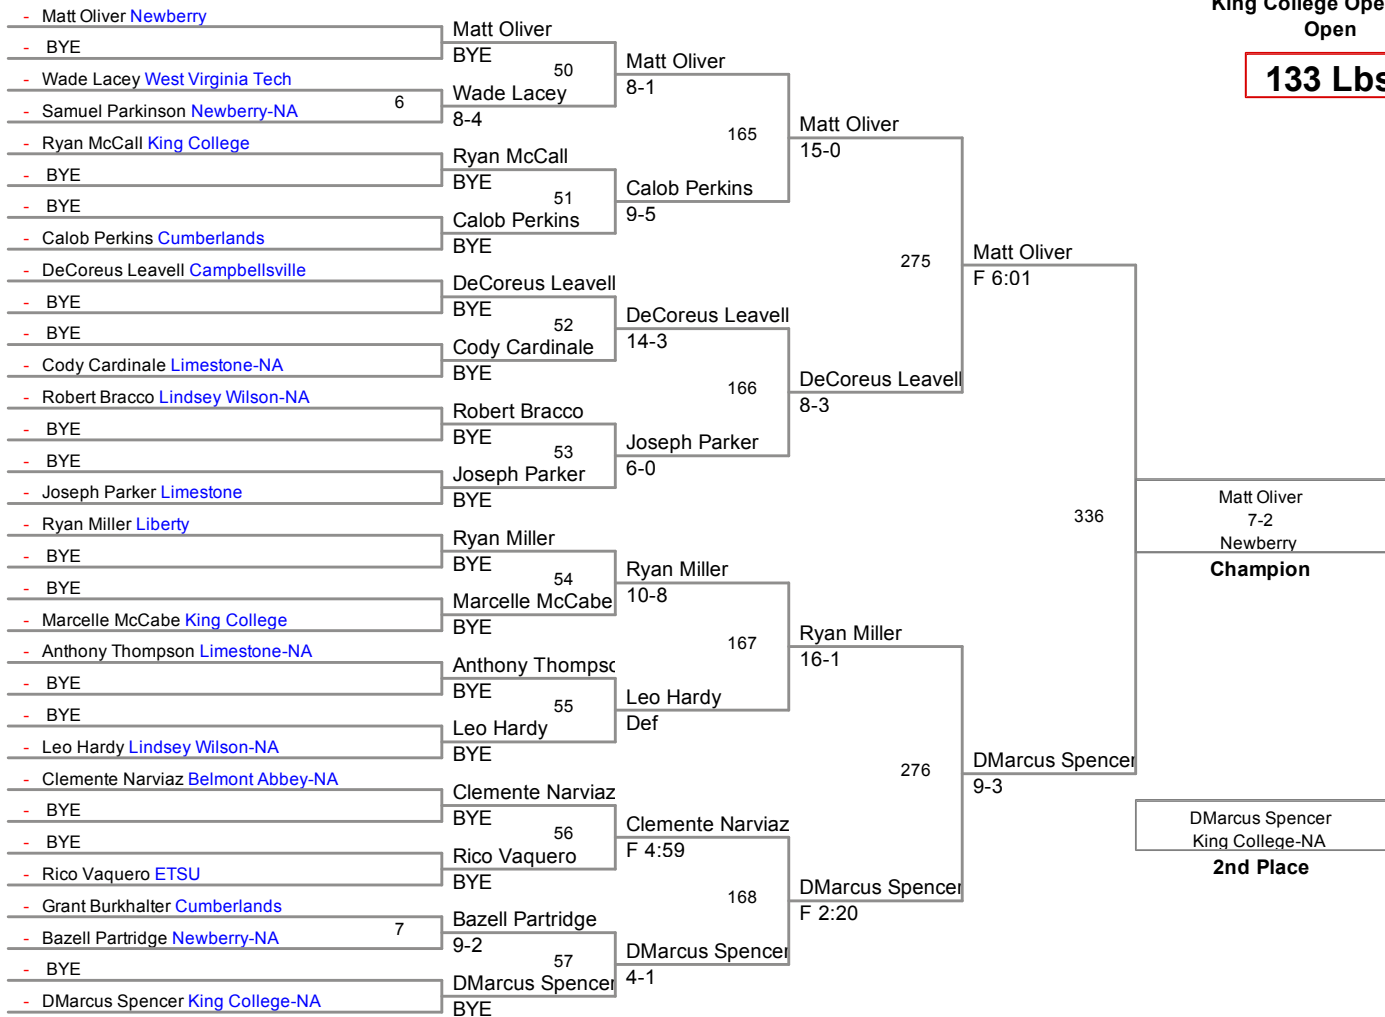 King College Ope
Open
133 Lbs
- Matt Oliver Newberry
- BYE
- Wade Lacey West Virginia Tech
- Samuel Parkinson Newberry-NA
6
- Ryan McCall King College
- BYE
- BYE
- Calob Perkins Cumberlands
- DeCoreus Leavell Campbellsville
- BYE
- BYE
- Cody Cardinale Limestone-NA
- Robert Bracco Lindsey Wilson-NA
- BYE
- BYE
- Joseph Parker Limestone
- Ryan Miller Liberty
- BYE
- BYE
- Marcelle McCabe King College
- Anthony Thompson Limestone-NA
- BYE
- BYE
- Leo Hardy Lindsey Wilson-NA
- Clemente Narviaz Belmont Abbey-NA
- BYE
- BYE
- Rico Vaquero ETSU
- Grant Burkhalter Cumberlands
- Bazell Partridge Newberry-NA
7
- BYE
- DMarcus Spencer King College-NA
Matt Oliver
BYE
50
Wade Lacey
8-4
Ryan McCall
BYE
51
Calob Perkins
BYE
DeCoreus Leavell
BYE
52
Cody Cardinale
BYE
Robert Bracco
BYE
53
Joseph Parker
BYE
Ryan Miller
BYE
54
Marcelle McCabe
BYE
Anthony Thompsc
BYE
55
Leo Hardy
BYE
Clemente Narviaz
BYE
56
Rico Vaquero
BYE
Bazell Partridge
9-2
57
DMarcus Spencer
BYE
Matt Oliver
8-1
165
Calob Perkins
9-5
DeCoreus Leavell
14-3
166
Joseph Parker
6-0
Ryan Miller
10-8
167
Leo Hardy
Def
Clemente Narviaz
F 4:59
168
DMarcus Spencer
4-1
Matt Oliver
15-0
275
DeCoreus Leavell
8-3
Ryan Miller
16-1
276
DMarcus Spencer
F 2:20
Matt Oliver
F 6:01
336
DMarcus Spencer
9-3
Matt Oliver
7-2
Newberry
Champion
DMarcus Spencer
King College-NA
2nd Place